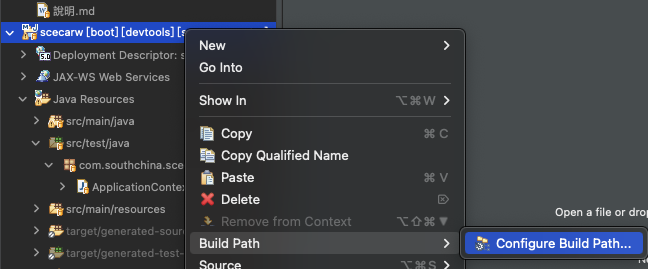 說明.md
scecarw [boot] [devtools] [s
Deployment Descriptor: s
JAX-WS Web Services
Java Resources
src/main/java
src/test/java
com.southchina.sce
ApplicationConte
src/main/resources
target/generated-sour
target/generated-test-
New
Go Into
Show In ⌥⌘W
Copy ⌘C
Copy Qualified Name
Paste ⌘V
Delete ⌦
Remove from Context ⌥⇧⌘▼
Build Path
Source ⌥⌘S
Configure Build Path...
Open a file or drop